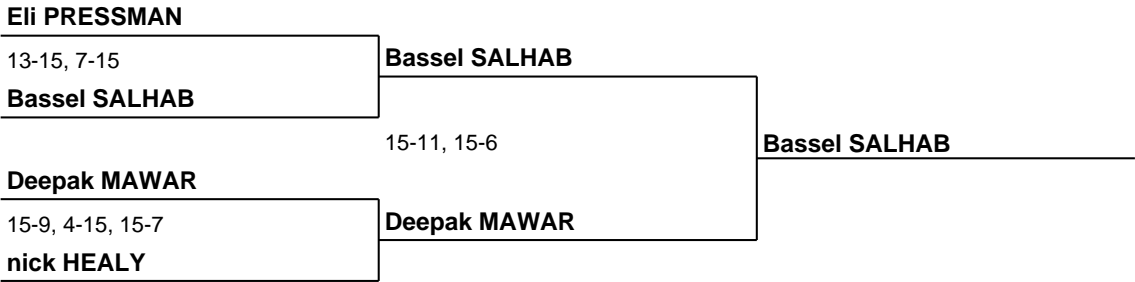 Eli PRESSMAN
13-15, 7-15
Bassel SALHAB
Bassel SALHAB
15-11, 15-6
Bassel SALHAB
Deepak MAWAR
15-9, 4-15, 15-7
Deepak MAWAR
nick HEALY